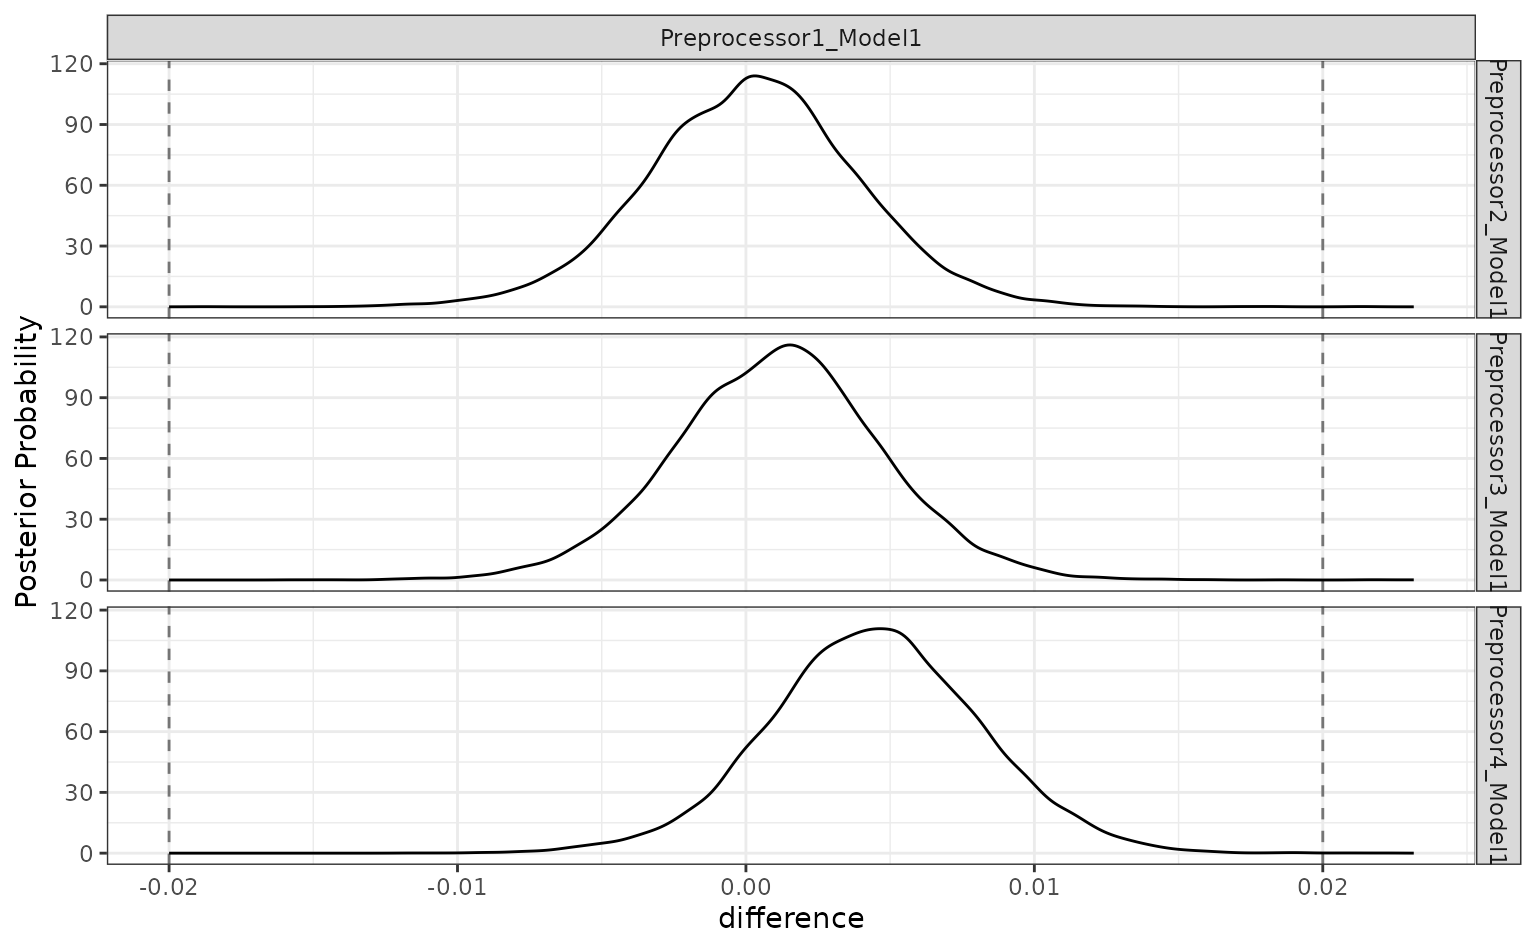 Preprocessor1_Model1
120
90
60
30
0
Preprocessor2_Model1
120
90
60
30
0
Preprocessor3_Model1
120
90
60
30
0
Preprocessor4_Model1
Posterior Probability
-0.02 -0.01 0.00 0.01 0.02
difference